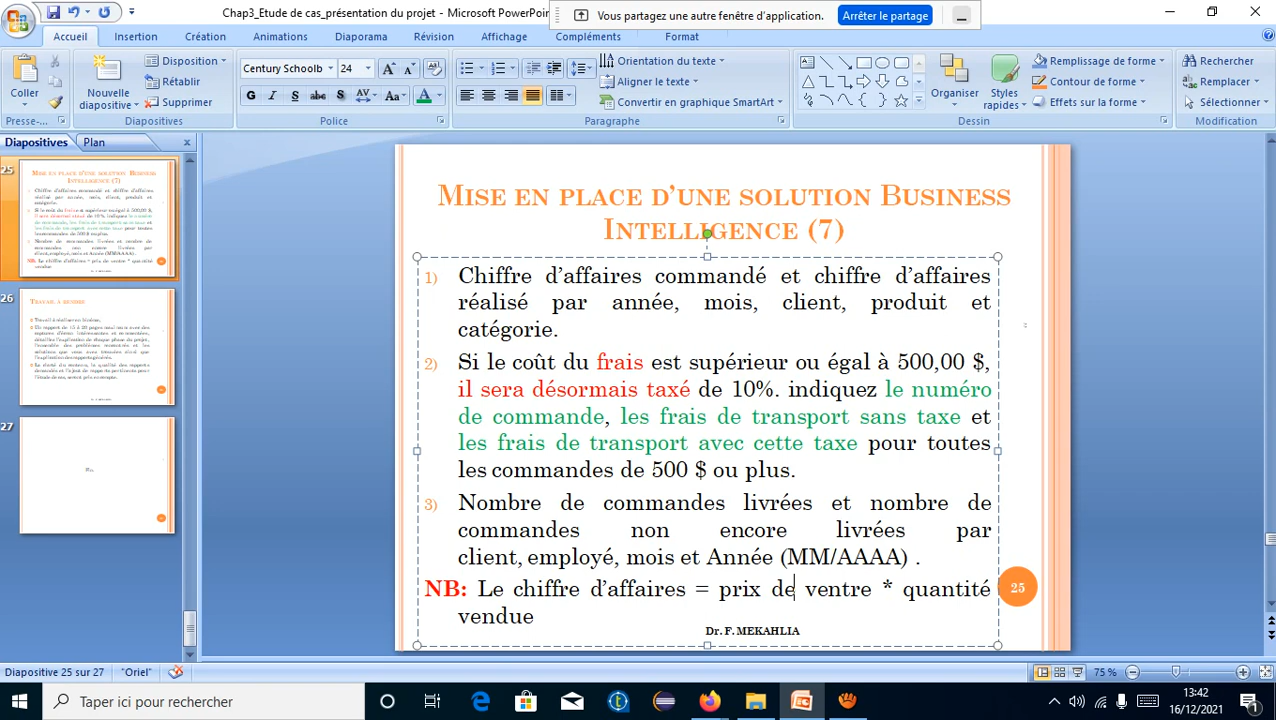 Chap3_Etude de cas_présentation du projet - Microsoft PowerPoint
Vous partagez une autre fenêtre d'application.
Arrêter le partage
Accueil
Insertion
Création
Animations
Diaporama
Révision
Affichage
Compléments
Format
Coller
Presse-...
Nouvelle
diapositive
Disposition
Rétablir
Supprimer
Diapositives
Century Schoolb
24
G I S abc S AV Aa A
Police
Orientation du texte
Aligner le texte
Convertir en graphique SmartArt
Paragraphe
Organiser
Styles
rapides
Remplissage de forme
Contour de forme
Effets sur la forme
Dessin
Rechercher
Remplacer
Sélectionner
Modification
Diapositives
Plan
25
26
Travail à rendre
27
Mise en place d’une solution Business
Intelligence (7)
1) Chiffre d’affaires commandé et chiffre d’affaires
réalisé par année, mois, client, produit et
catégorie.
2) Si le coût du frais est supérieur ou égal à 500,00 $,
il sera désormais taxé de 10%. indiquez le numéro
de commande, les frais de transport sans taxe et
les frais de transport avec cette taxe pour toutes
les commandes de 500 $ ou plus.
3) Nombre de commandes livrées et nombre de
commandes non encore livrées par
client, employé, mois et Année (MM/AAAA) .
NB: Le chiffre d’affaires = prix de ventre * quantité
vendue
25
Dr. F. MEKAHLIA
Diapositive 25 sur 27
"Oriel"
75 %
Taper ici pour rechercher
13:42
16/12/2021